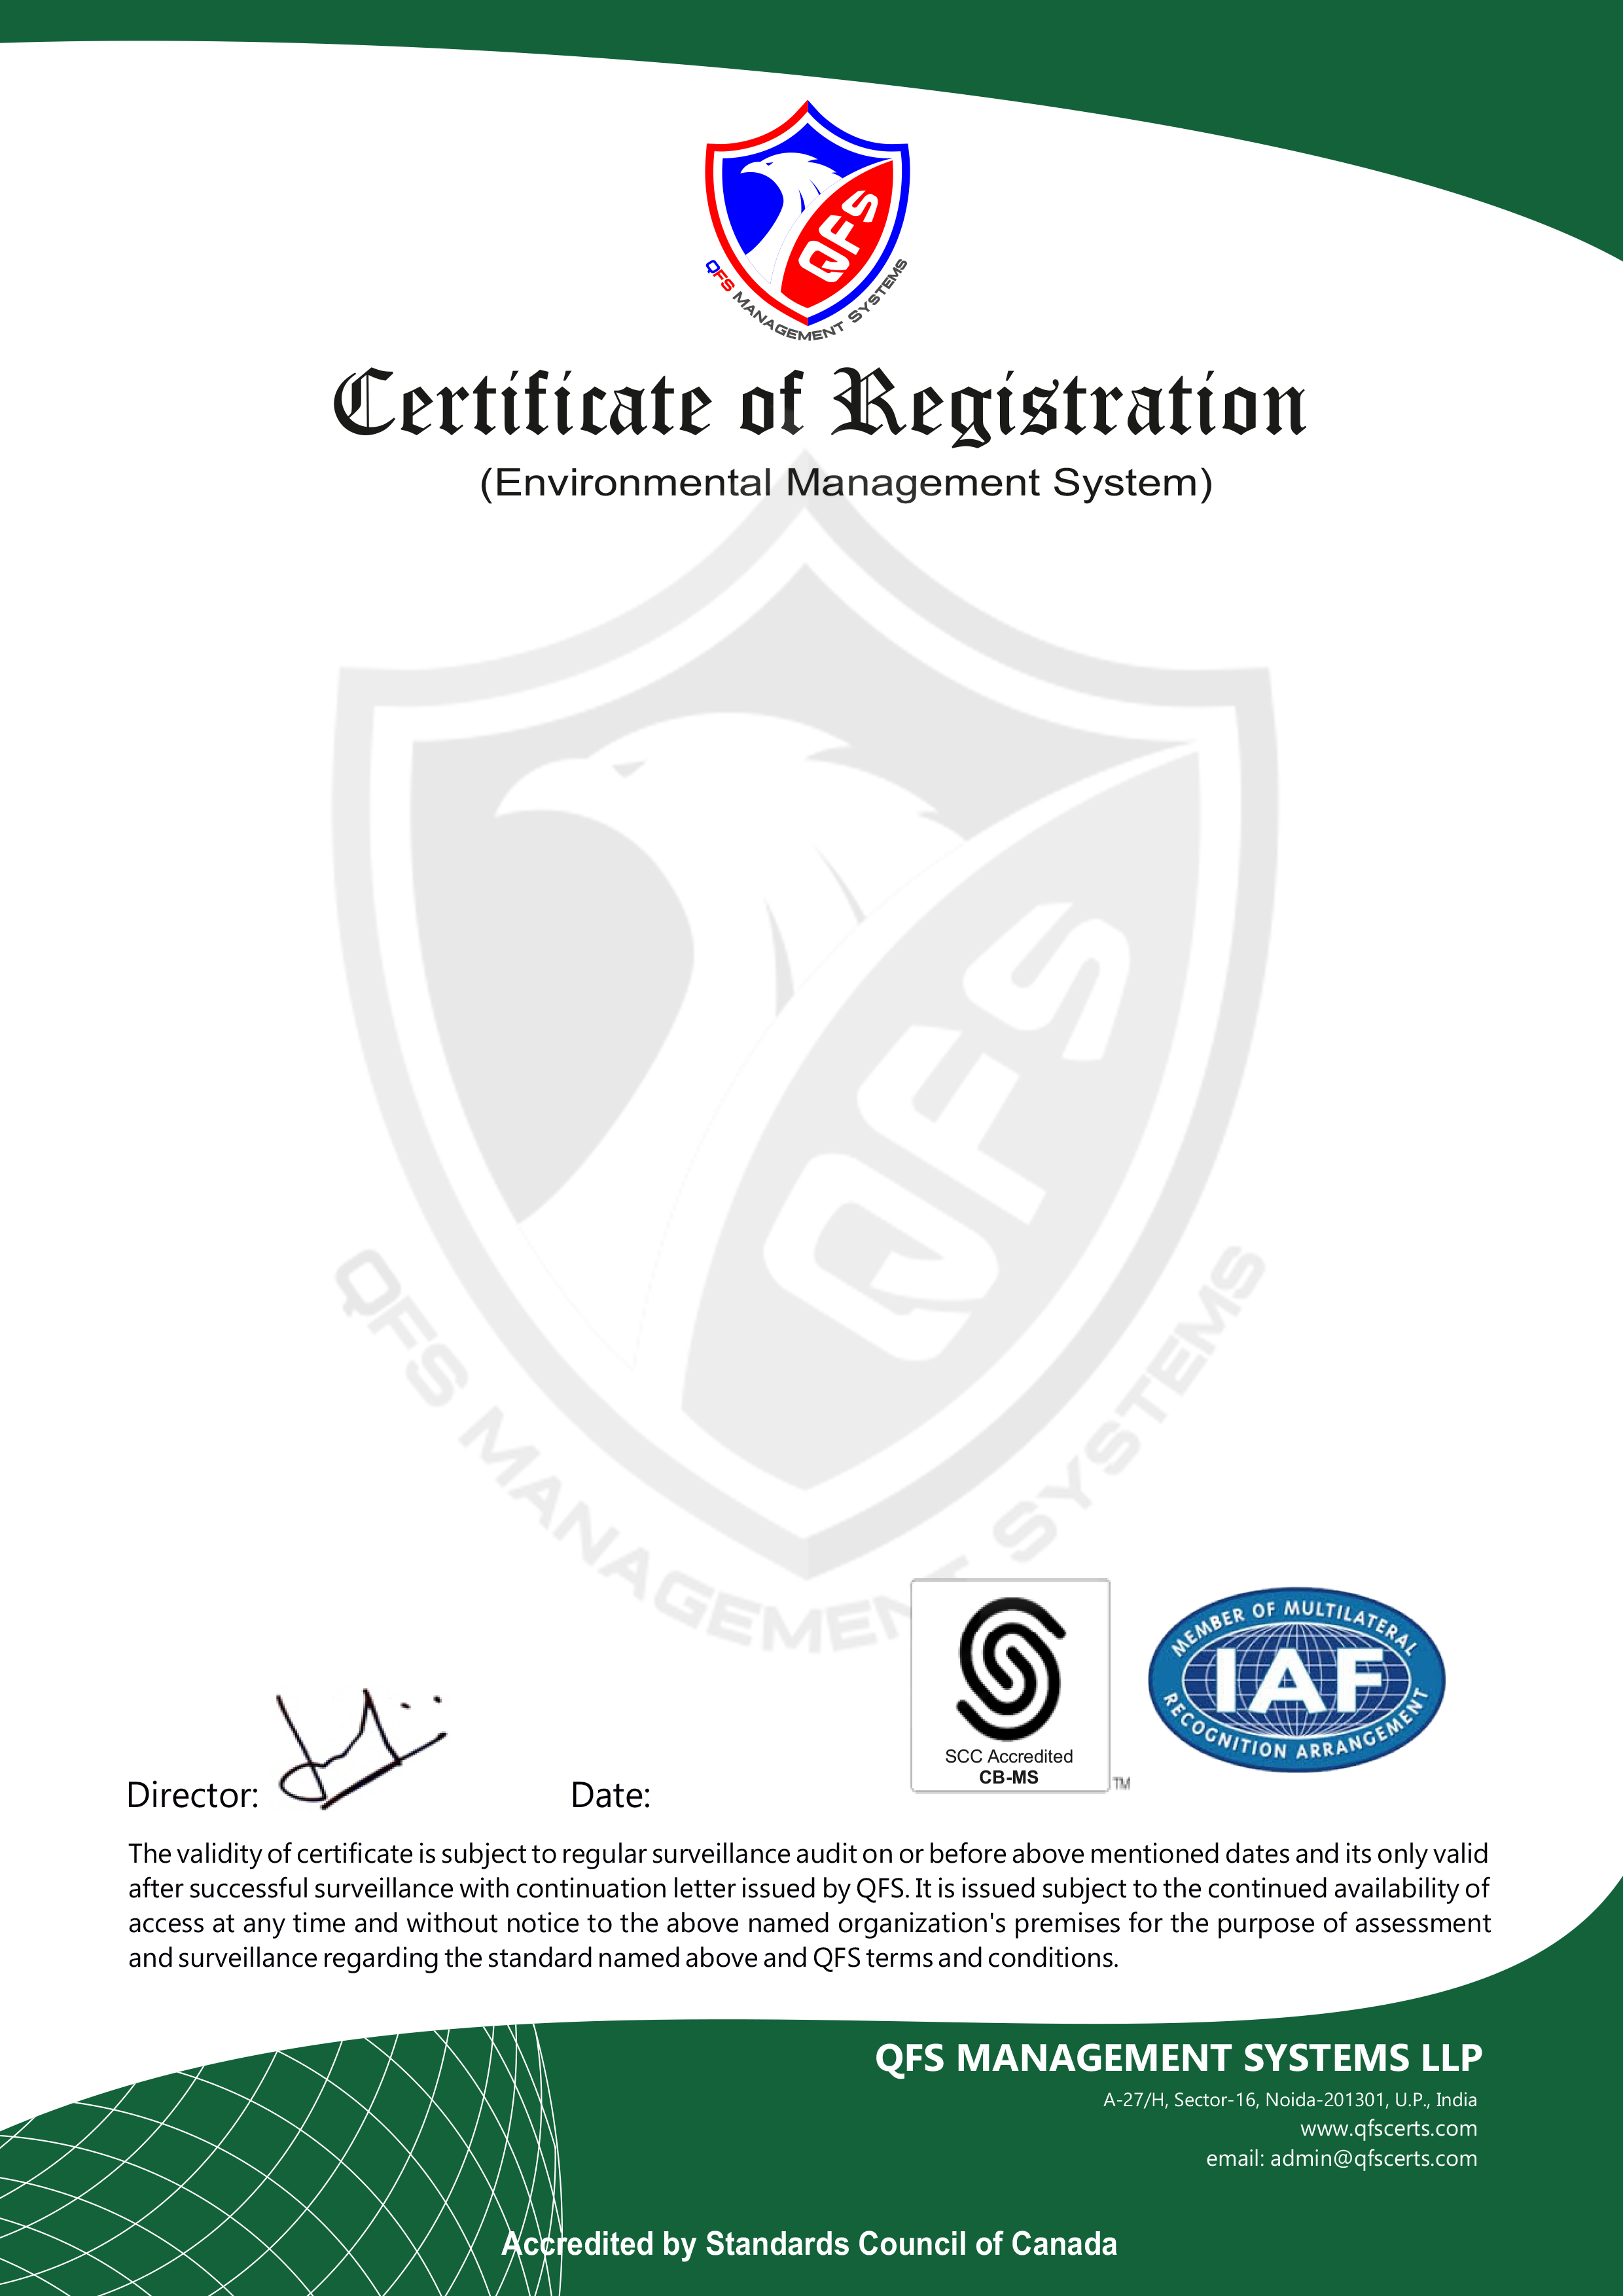 QFS
QFS MANAGEMENT SYSTEMS
Certificate of Registration
(Environmental Management System)
QFS
QFS MANAGEMENT SYSTEMS
MEMBER OF MULTILATERAL
IAF
RECOGNITION ARRANGEMENT
SCC Accredited
CB-MS
TM
Director:
Date:
The validity of certificate is subject to regular surveillance audit on or before above mentioned dates and its only valid
after successful surveillance with continuation letter issued by QFS. It is issued subject to the continued availability of
access at any time and without notice to the above named organization's premises for the purpose of assessment
and surveillance regarding the standard named above and QFS terms and conditions.
QFS MANAGEMENT SYSTEMS LLP
A-27/H, Sector-16, Noida-201301, U.P., India
www.qfscerts.com
email: admin@qfscerts.com
Accredited by Standards Council of Canada